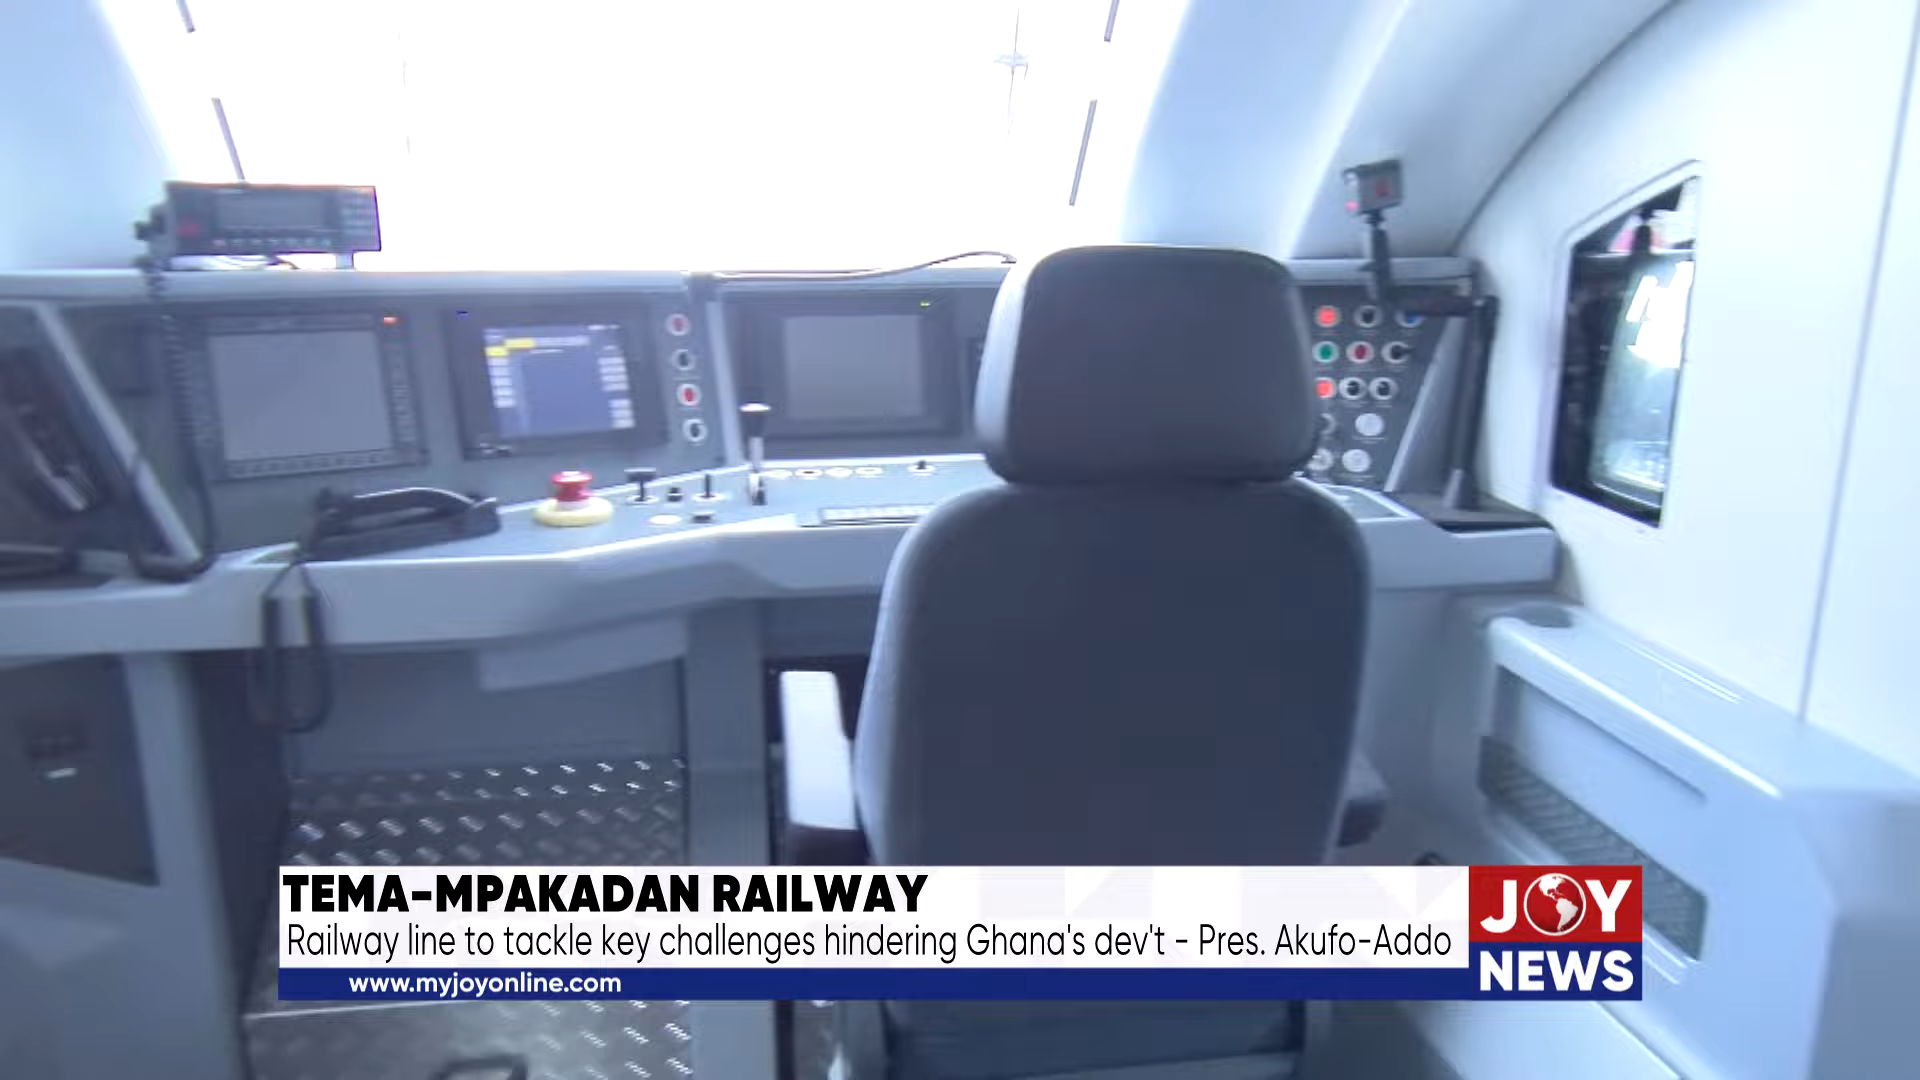 TEMA-MPAKADAN RAILWAY
Railway line to tackle key challenges hindering Ghana's dev't - Pres. Akufo-Addo
www.myjoyonline.com
JOY
NEWS